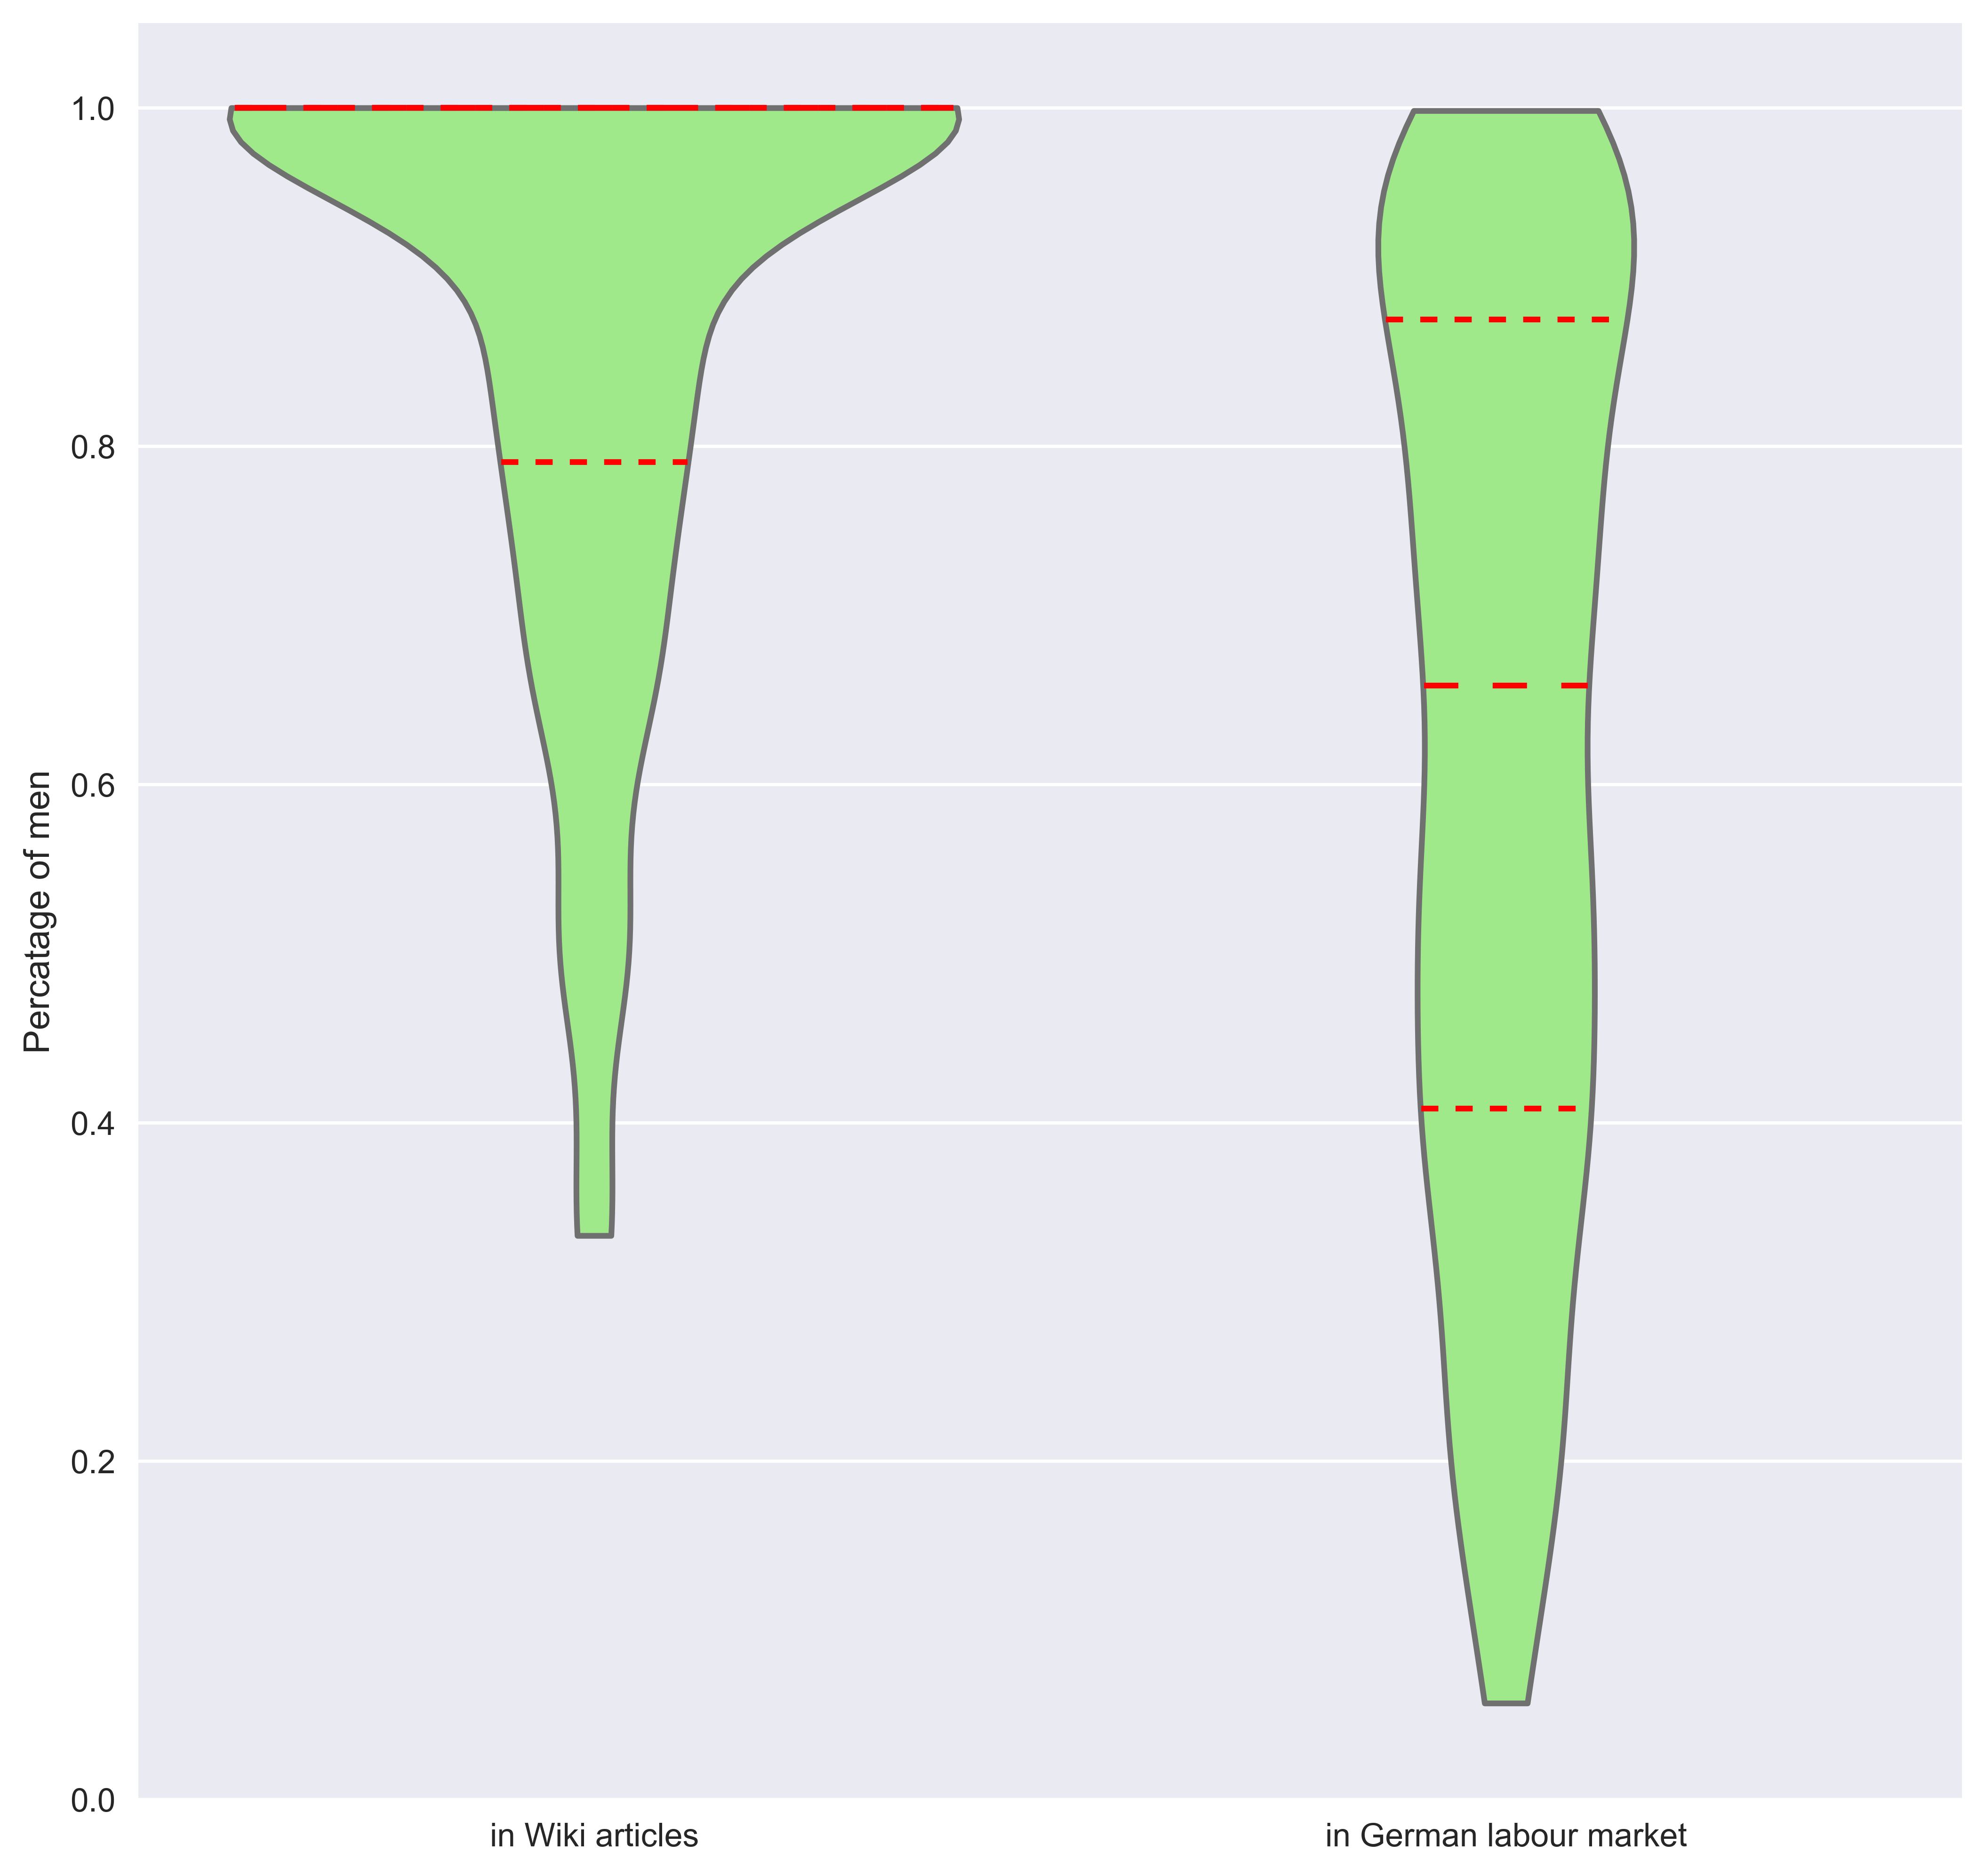 Percatage of men
1.0
0.8
0.6
0.4
0.2
0.0
in Wiki articles
in German labour market